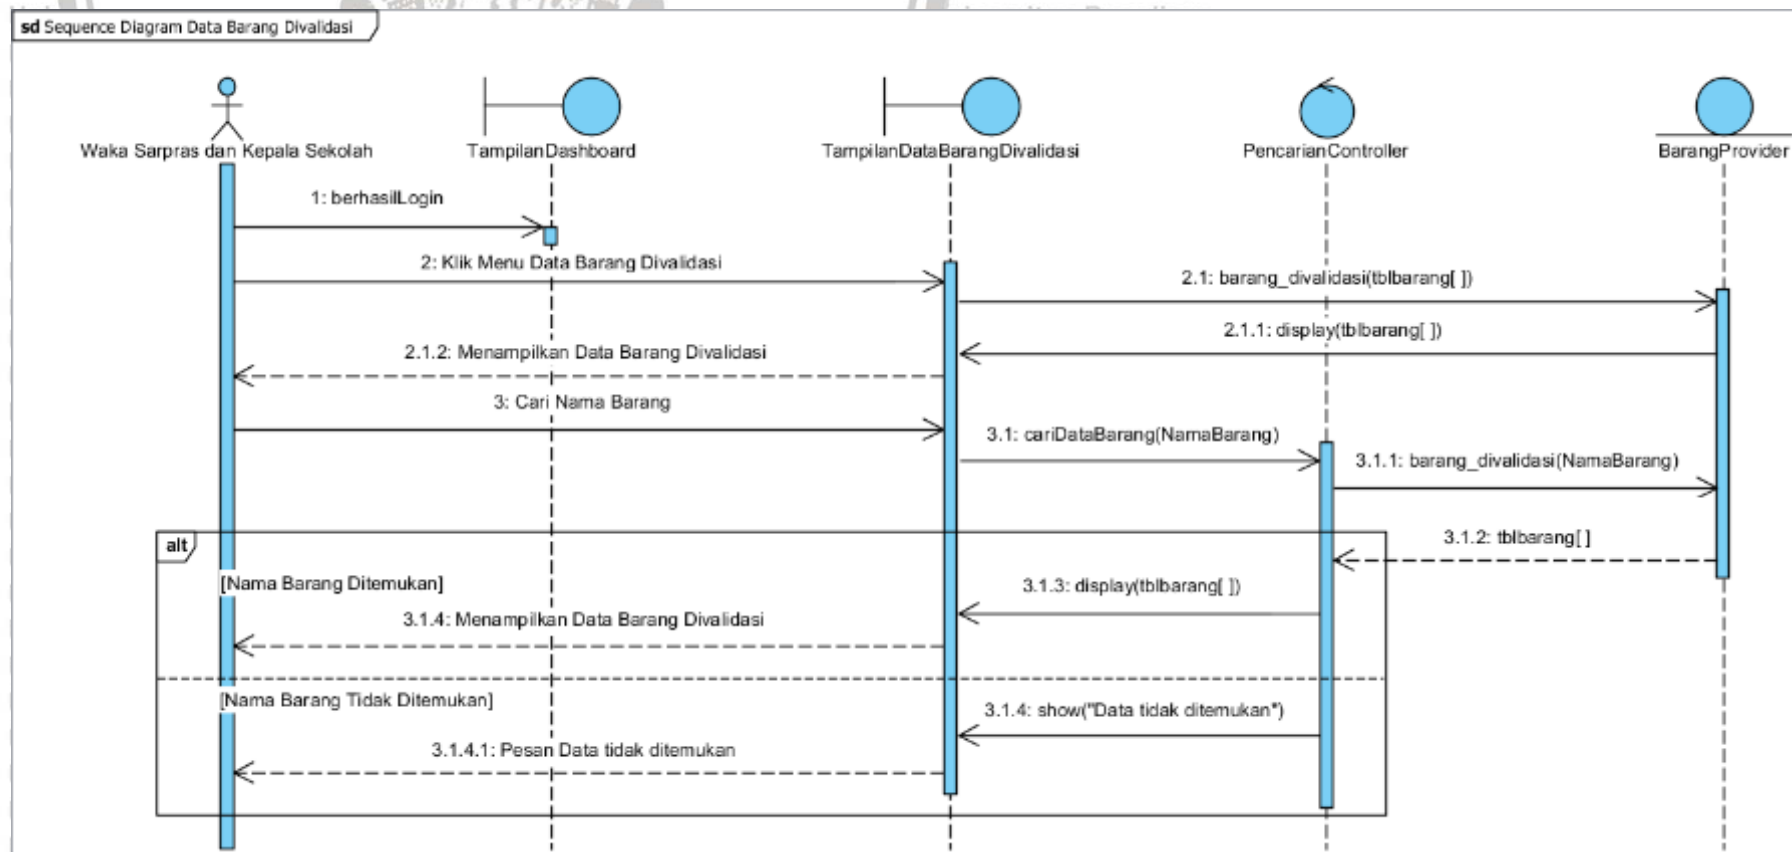 sd Sequence Diagram Data Barang Divalidasi
Waka Sarpras dan Kepala Sekolah
TampilanDashboard
TampilanDataBarangDivalidasi
PencarianController
BarangProvider
1: berhasilLogin
2: Klik Menu Data Barang Divalidasi
2.1: barang_divalidasi(tblbarang[ ])
2.1.1: display(tblbarang[ ])
2.1.2: Menampilkan Data Barang Divalidasi
3: Cari Nama Barang
3.1: cariDataBarang(NamaBarang)
3.1.1: barang_divalidasi(NamaBarang)
alt
3.1.2: tblbarang[ ]
[Nama Barang Ditemukan]
3.1.3: display(tblbarang[ ])
3.1.4: Menampilkan Data Barang Divalidasi
[Nama Barang Tidak Ditemukan]
3.1.4: show("Data tidak ditemukan")
3.1.4.1: Pesan Data tidak ditemukan